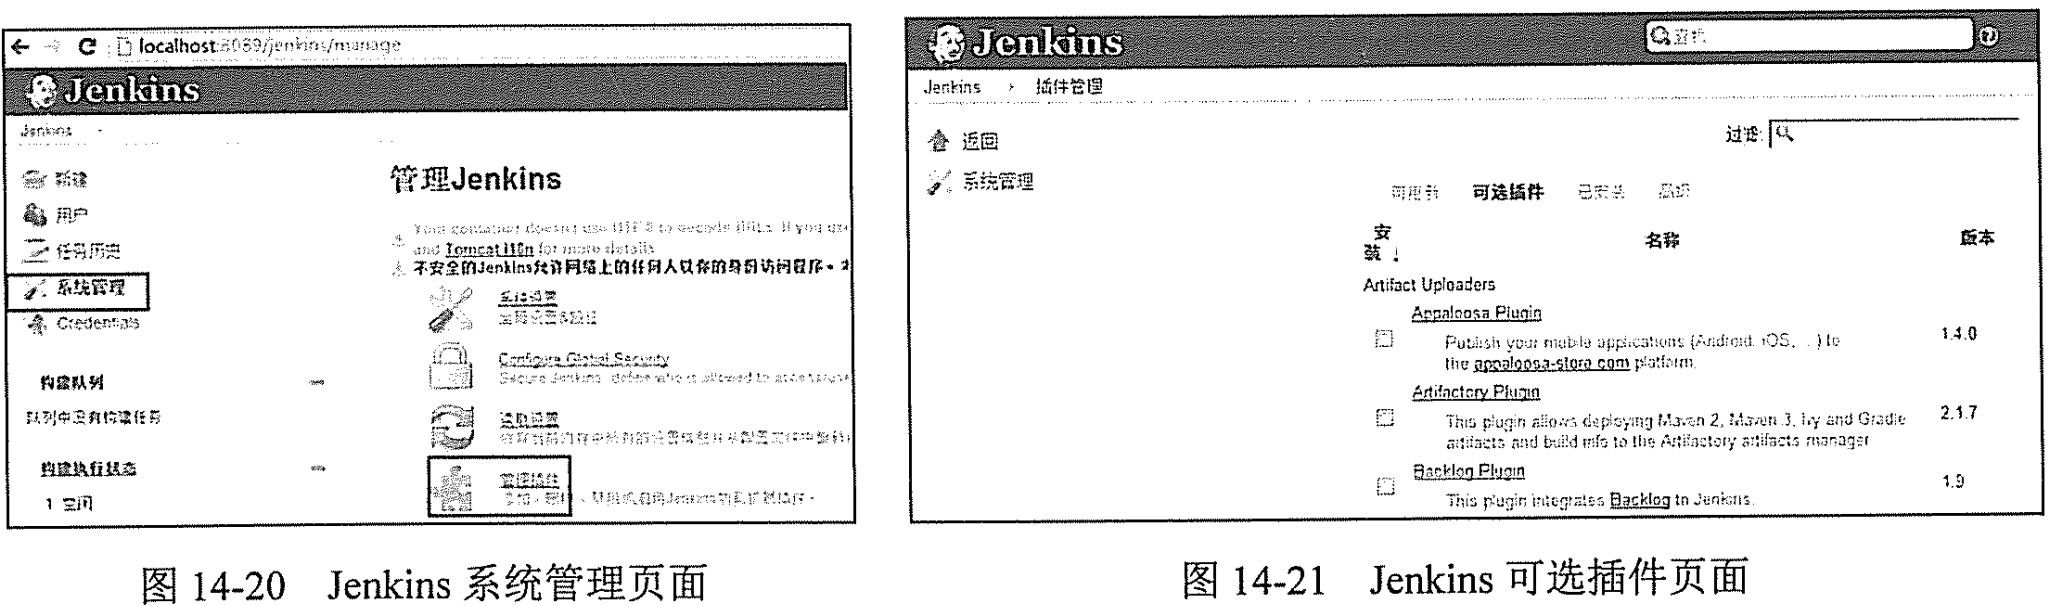 localhost:8089/jenkins/manage
Jenkins
Jenkins
新建
用户
任务历史
系统管理
Credentials
构建队列
队列中没有构建任务
构建执行状态
1 空闲
管理Jenkins
Your container doesn't use UTF-8 to decode URLs. If you use
and Tomcat i18n for more details
不安全的Jenkins允许网络上的任何人以你的身份访问程序。
系统设置
全局设置&路径
Configure Global Security
Secure Jenkins; define who is allowed to access
读取设置
管理插件
图 14-20 Jenkins 系统管理页面
Jenkins
查找
Jenkins 插件管理
返回
系统管理
过滤:
可更新 可选插件 已安装 高级
安装 ↓ 名称 版本
Artifact Uploaders
Appaloosa Plugin
Publish your mobile applications (Android, iOS, ...) to
the appaloosa-store.com platform.
1.4.0
Artifactory Plugin
This plugin allows deploying Maven 2, Maven 3, Ivy and Gradle
artifacts and build info to the Artifactory artifacts manager
2.1.7
Backlog Plugin
This plugin integrates Backlog to Jenkins.
1.9
图 14-21 Jenkins 可选插件页面